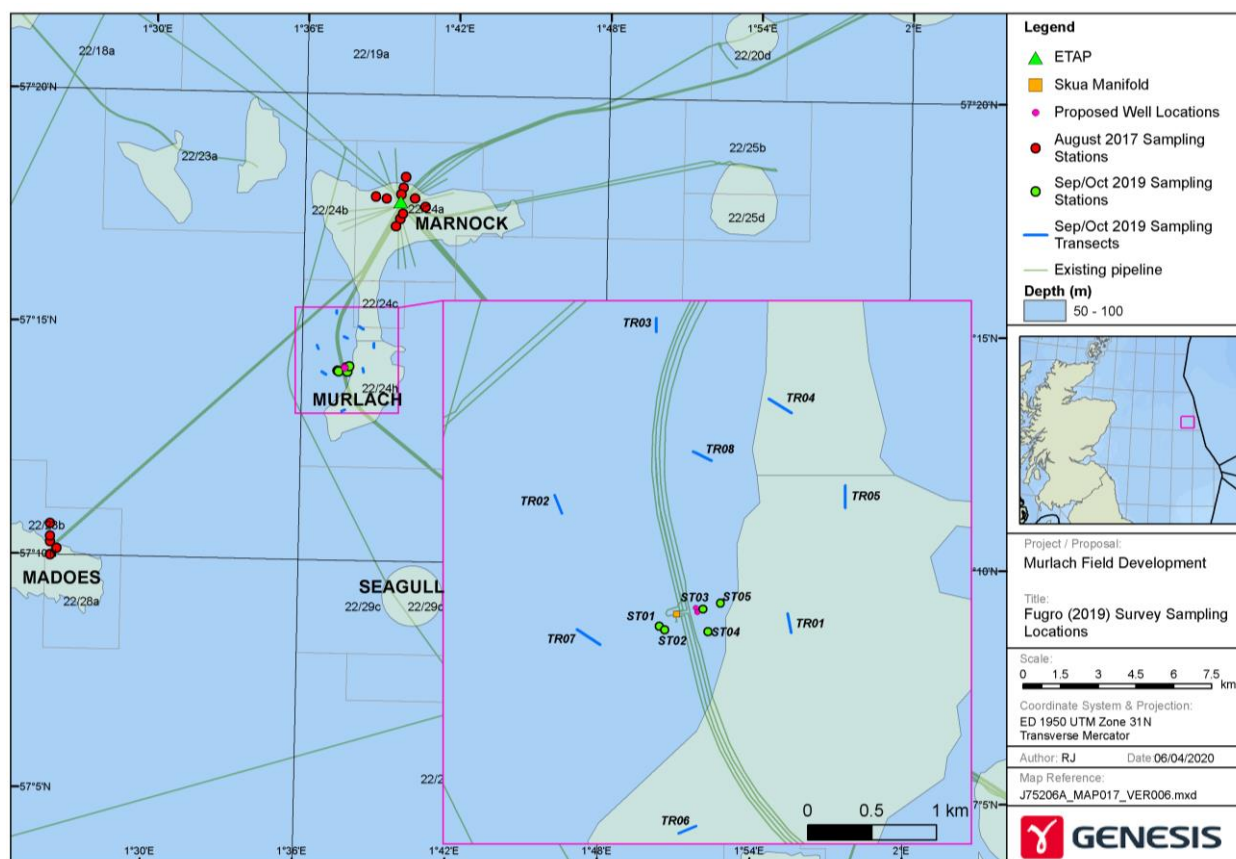 1°30'E
1°36'E
1°42'E
1°48'E
1°54'E
2°E
22/18a
22/19a
22/20d
57°20'N
57°20'N
22/23a
22/25b
22/24b
22/24a
22/25d
MARNOCK
22/24c
57°15'N
°15'N
22/24h
MURLACH
TR03
TR04
TR08
TR02
TR05
22/23b
57°10'N
°10'N
MADOES
22/28a
SEAGULL
22/29c
22/29c
ST03
ST05
ST01
ST02
ST04
TR01
TR07
57°5'N
22/2
7°5'N
TR06
0 0.5 1 km
1°30'E
1°36'E
1°42'E
1°48'E
1°54'E
2°E
Legend
ETAP
Skua Manifold
Proposed Well Locations
August 2017 Sampling
Stations
Sep/Oct 2019 Sampling
Stations
Sep/Oct 2019 Sampling
Transects
Existing pipeline
Depth (m)
50 - 100
Project / Proposal:
Murlach Field Development
Title:
Fugro (2019) Survey Sampling
Locations
Scale:
0 1.5 3 4.5 6 7.5
km
Coordinate System & Projection:
ED 1950 UTM Zone 31N
Transverse Mercator
Author: RJ Date:06/04/2020
Map Reference:
J75206A_MAP017_VER006.mxd
GENESIS